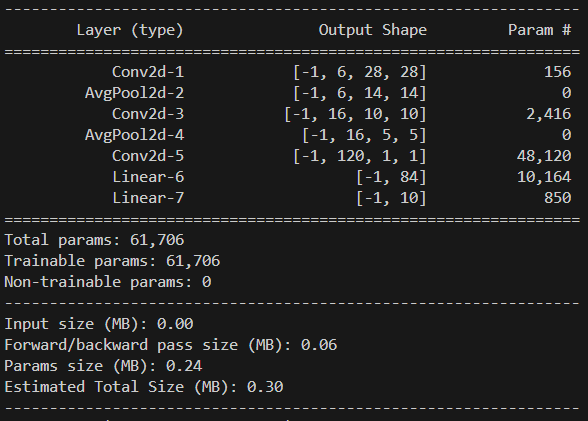 ----------------------------------------------------------------
Layer (type) Output Shape Param #
================================================================
Conv2d-1 [-1, 6, 28, 28] 156
AvgPool2d-2 [-1, 6, 14, 14] 0
Conv2d-3 [-1, 16, 10, 10] 2,416
AvgPool2d-4 [-1, 16, 5, 5] 0
Conv2d-5 [-1, 120, 1, 1] 48,120
Linear-6 [-1, 84] 10,164
Linear-7 [-1, 10] 850
================================================================
Total params: 61,706
Trainable params: 61,706
Non-trainable params: 0
----------------------------------------------------------------
Input size (MB): 0.00
Forward/backward pass size (MB): 0.06
Params size (MB): 0.24
Estimated Total Size (MB): 0.30
----------------------------------------------------------------